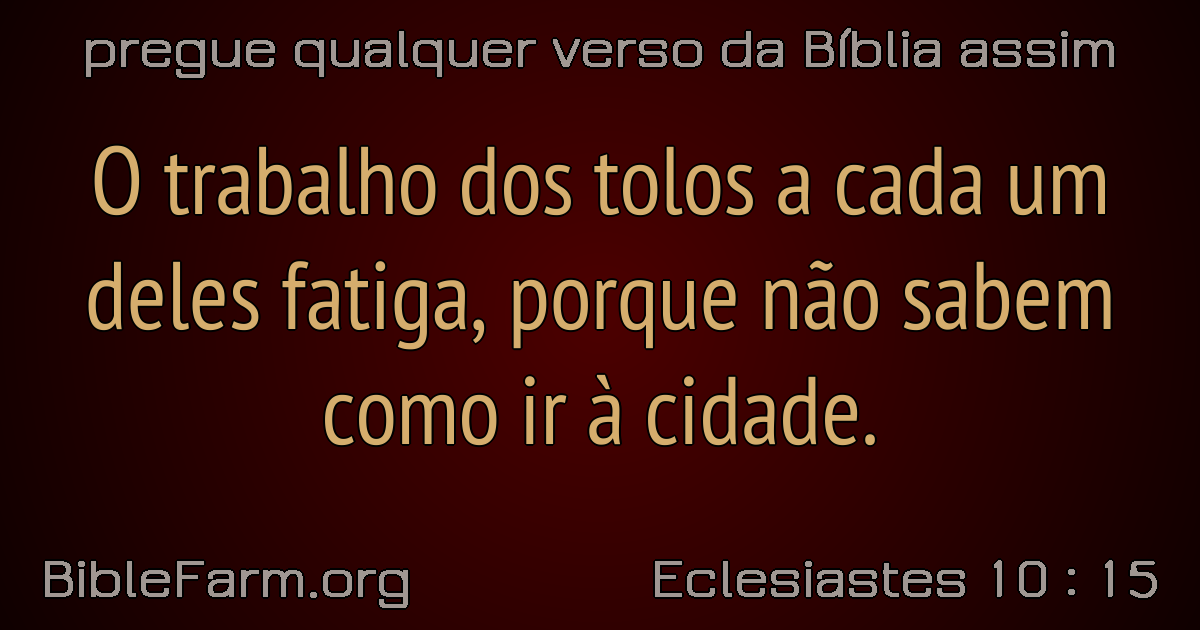 pregue qualquer verso da Bíblia assim
O trabalho dos tolos a cada um
deles fatiga, porque não sabem
como ir à cidade.
BibleFarm.org
Eclesiastes 10 : 15